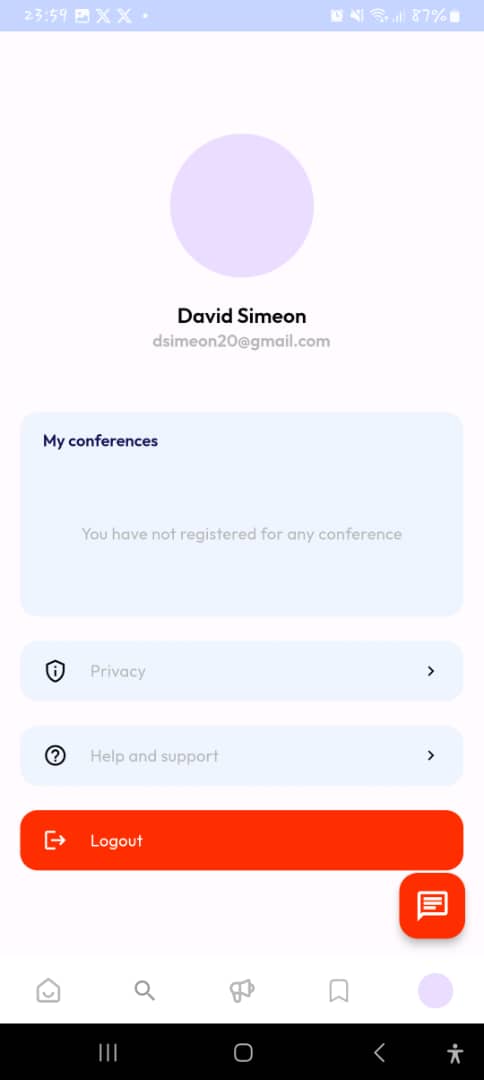 23:59
87%
David Simeon
dsimeon20@gmail.com
My conferences
You have not registered for any conference
Privacy
Help and support
Logout